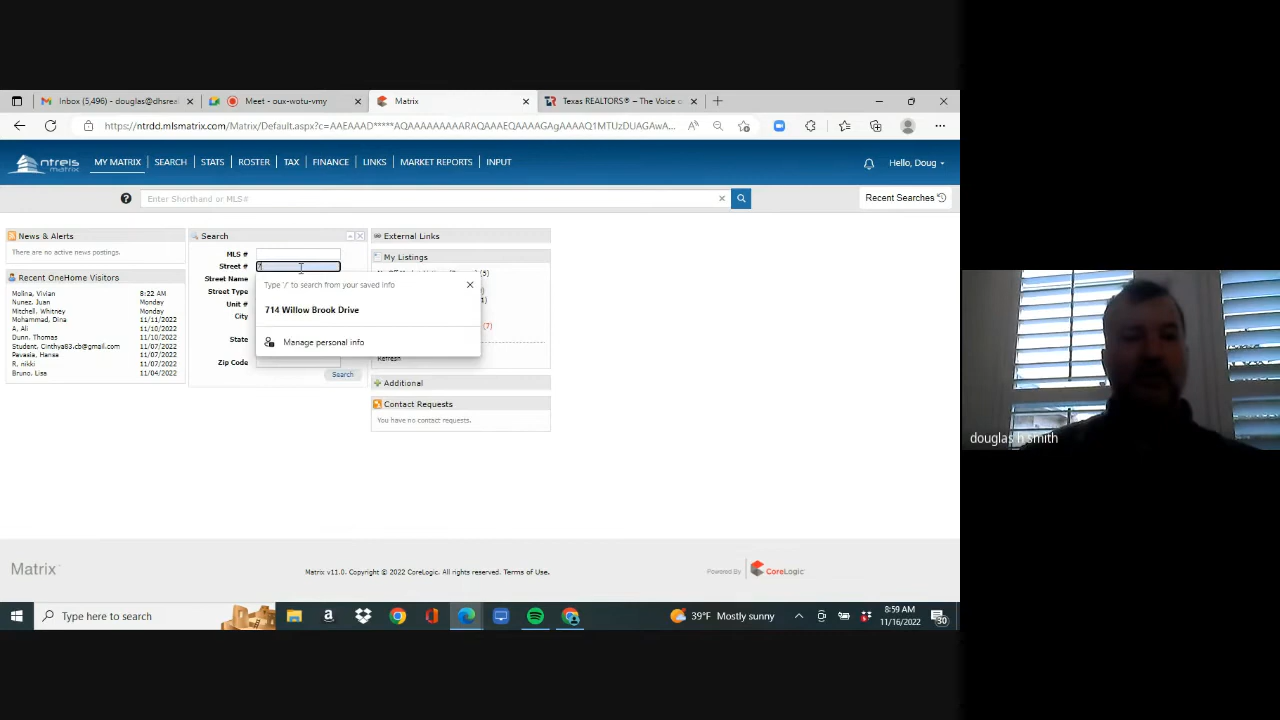 Inbox (5,496) - douglas@dhsrea
Meet - oux-wotu-vmy
Matrix
Texas REALTORS® – The Voice o
https://ntrdd.mlsmatrix.com/Matrix/Default.aspx?c=AAEAAAD*****AQAAAAAAAAARAQAAAEQAAAAGAgAAAAQ1MTUzDUAGAwA...
ntreis
matrix
MY MATRIX
SEARCH
STATS
ROSTER
TAX
FINANCE
LINKS
MARKET REPORTS
INPUT
Hello, Doug
Enter Shorthand or MLS#
Recent Searches
News & Alerts
There are no active news postings.
Recent OneHome Visitors
Molina, Vivian 8:22 AM
Nunez, Juan Monday
Mitchell, Whitney Monday
Mohammad, Dina 11/11/2022
A, Ali 11/10/2022
Dunn, Thomas 11/10/2022
Student, Cinthya83.cb@gmail.com 11/08/2022
Pavasia, Hansa 11/07/2022
R, nikki 11/07/2022
Bruno, Lisa 11/04/2022
Search
MLS #
Street # 7
Street Name
Street Type
Unit #
City
State
Zip Code
Search
Type '/' to search from your saved info
714 Willow Brook Drive
Manage personal info
External Links
My Listings
(5)
(7)
Refresh
Additional
Contact Requests
You have no contact requests.
Matrix
Matrix v11.0. Copyright © 2022 CoreLogic. All rights reserved. Terms of Use.
Powered By
CoreLogic
Type here to search
39°F Mostly sunny
8:59 AM
11/16/2022
30
douglas h smith